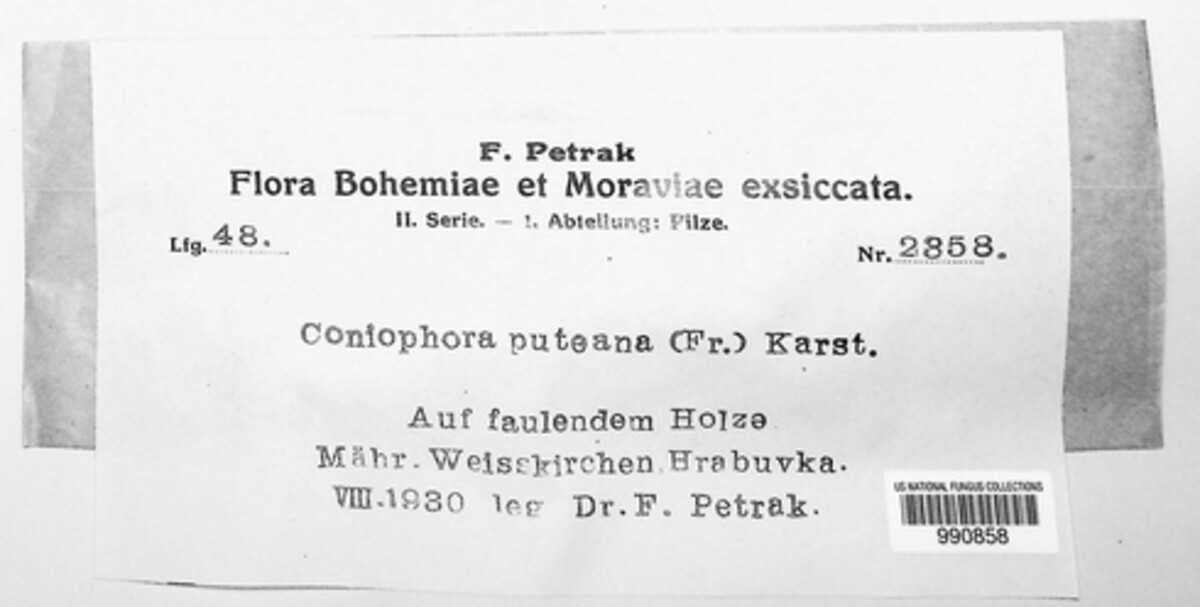 F. Petrak
Flora Bohemiae et Moraviae exsiccata.
II. Serie. — 1. Abteilung: Pilze.
Lfg. 48.
Nr. 2858.
Coniophora puteana (Fr.) Karst.
Auf faulendem Holze
Mähr. Weisskirchen, Hrabuvka.
VIII.1930 leg Dr. F. Petrak.
US NATIONAL FUNGUS COLLECTIONS
990858